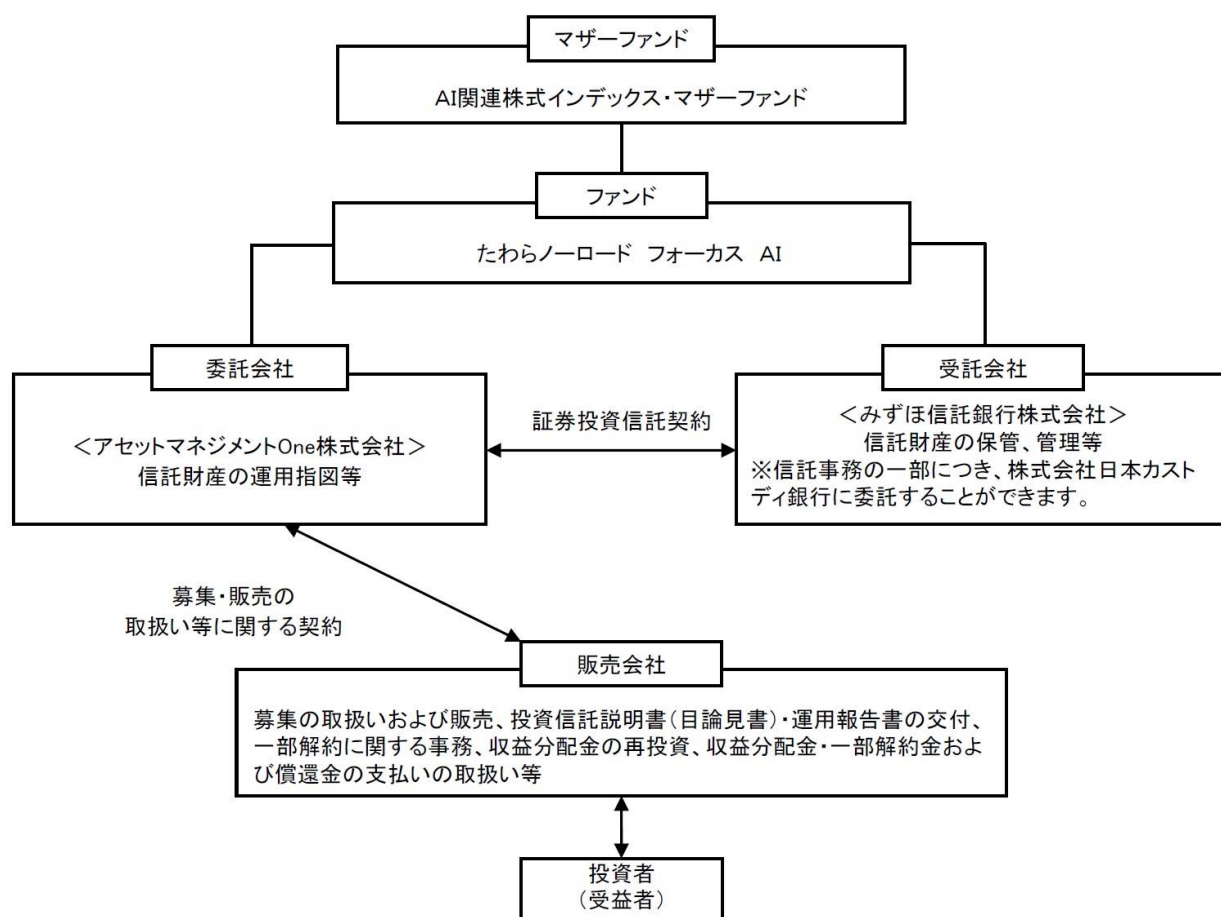 マザーファンド
AI関連株式インデックス・マザーファンド
ファンド
たわらノーロード　フォーカス　AI
委託会社
＜アセットマネジメントOne株式会社＞
信託財産の運用指図等
証券投資信託契約
受託会社
＜みずほ信託銀行株式会社＞
信託財産の保管、管理等
※信託事務の一部につき、株式会社日本カスト
ディ銀行に委託することができます。
募集・販売の
取扱い等に関する契約
販売会社
募集の取扱いおよび販売、投資信託説明書（目論見書）・運用報告書の交付、
一部解約に関する事務、収益分配金の再投資、収益分配金・一部解約金およ
び償還金の支払いの取扱い等
投資者
（受益者）